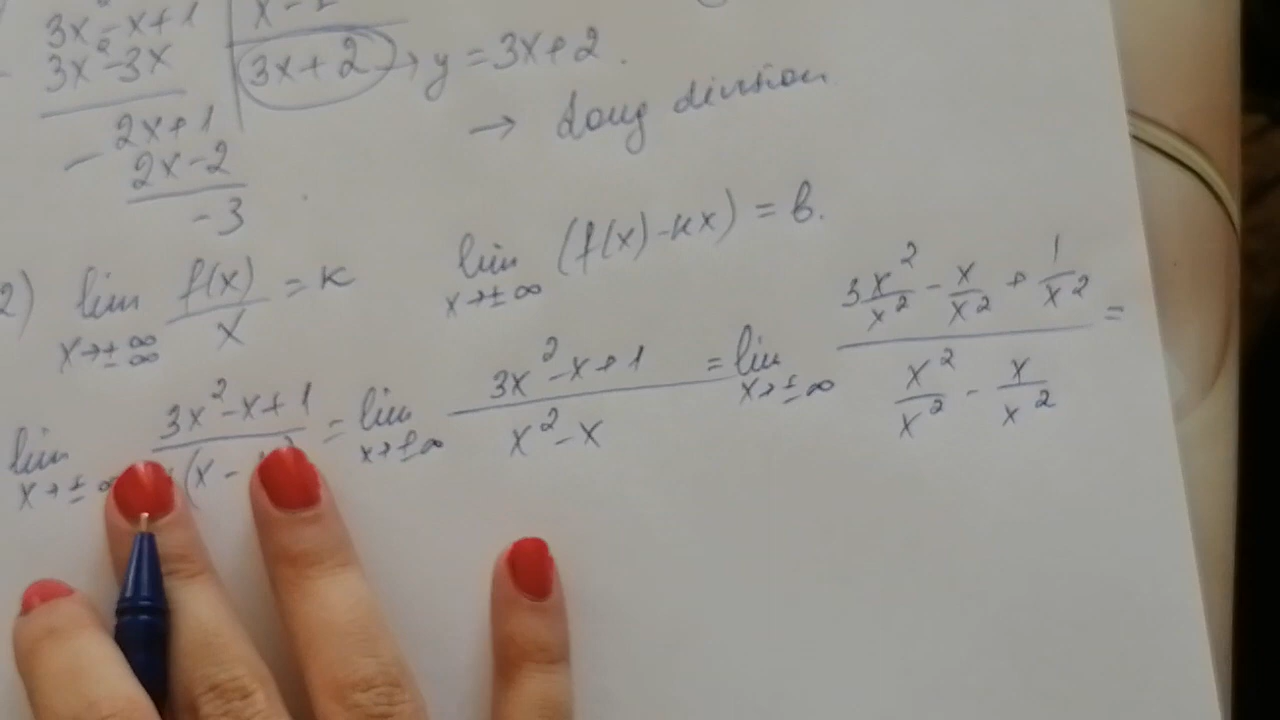 3x² - x + 1 | x - 1
- 3x² - 3x | 3x + 2 → y = 3x + 2.
2x + 1 → Long division
- 2x - 2
- 3
2) lim x→±∞ f(x)/x = k lim x→±∞ (f(x) - kx) = b.
lim x→±∞ (3x² - x + 1)/(x - = lim x→±∞ (3x² - x + 1)/(x² - x) = lim x→±∞ (3x²/x² - x/x² + 1/x²)/(x²/x² - x/x²) =